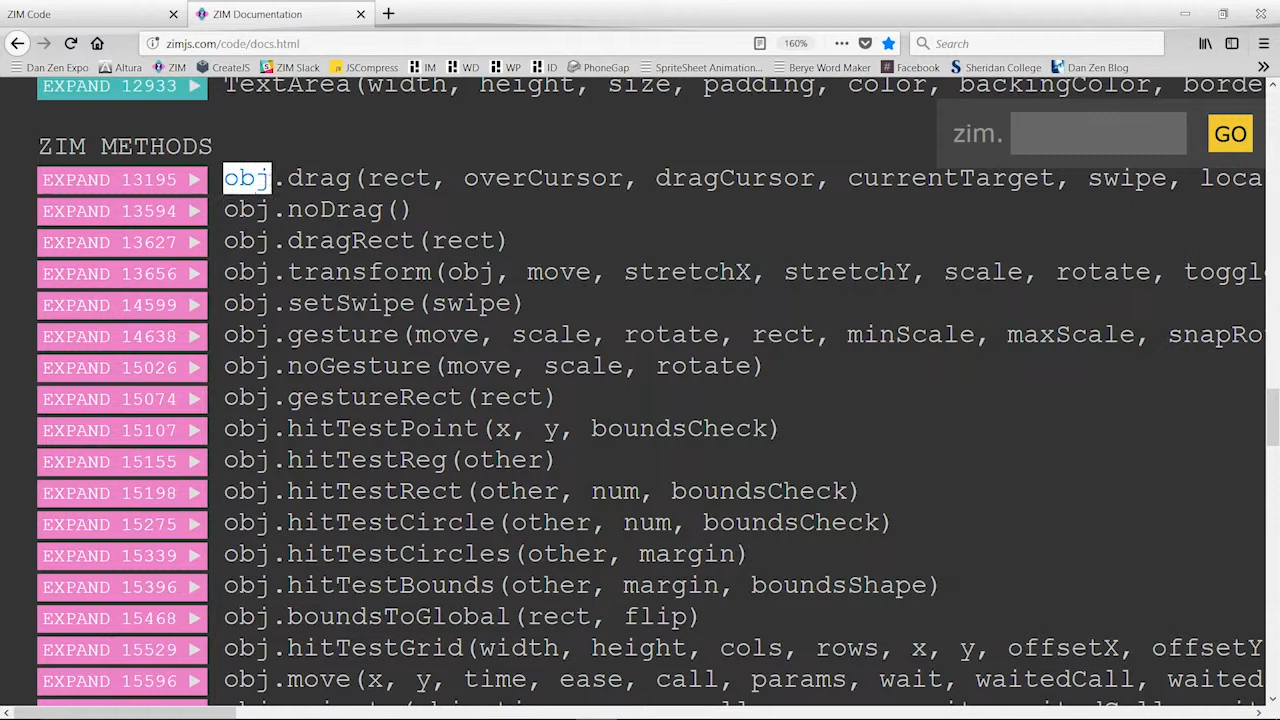 ZIM Code
ZIM Documentation
zimjs.com/code/docs.html
160%
Search
Dan Zen Expo
Altura
ZIM
CreateJS
ZIM Slack
JSCompress
IM
WD
WP
ID
PhoneGap
SpriteSheet Animation...
Berye Word Maker
Facebook
Sheridan College
Dan Zen Blog
EXPAND 12933 TextArea(width, height, size, padding, color, backingColor, borde
zim. GO
ZIM METHODS
EXPAND 13195 obj.drag(rect, overCursor, dragCursor, currentTarget, swipe, loca
EXPAND 13594 obj.noDrag()
EXPAND 13627 obj.dragRect(rect)
EXPAND 13656 obj.transform(obj, move, stretchX, stretchY, scale, rotate, toggle
EXPAND 14599 obj.setSwipe(swipe)
EXPAND 14638 obj.gesture(move, scale, rotate, rect, minScale, maxScale, snapRo
EXPAND 15026 obj.noGesture(move, scale, rotate)
EXPAND 15074 obj.gestureRect(rect)
EXPAND 15107 obj.hitTestPoint(x, y, boundsCheck)
EXPAND 15155 obj.hitTestReg(other)
EXPAND 15198 obj.hitTestRect(other, num, boundsCheck)
EXPAND 15275 obj.hitTestCircle(other, num, boundsCheck)
EXPAND 15339 obj.hitTestCircles(other, margin)
EXPAND 15396 obj.hitTestBounds(other, margin, boundsShape)
EXPAND 15468 obj.boundsToGlobal(rect, flip)
EXPAND 15529 obj.hitTestGrid(width, height, cols, rows, x, y, offsetX, offsetY
EXPAND 15596 obj.move(x, y, time, ease, call, params, wait, waitedCall, waited